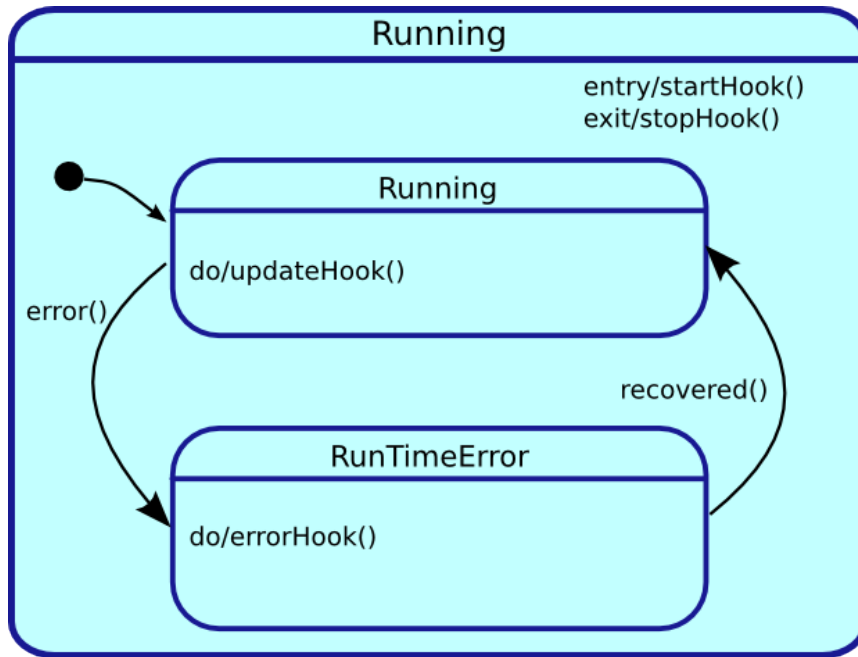 Running
entry/startHook()
exit/stopHook()
Running
do/updateHook()
error()
recovered()
RunTimeError
do/errorHook()